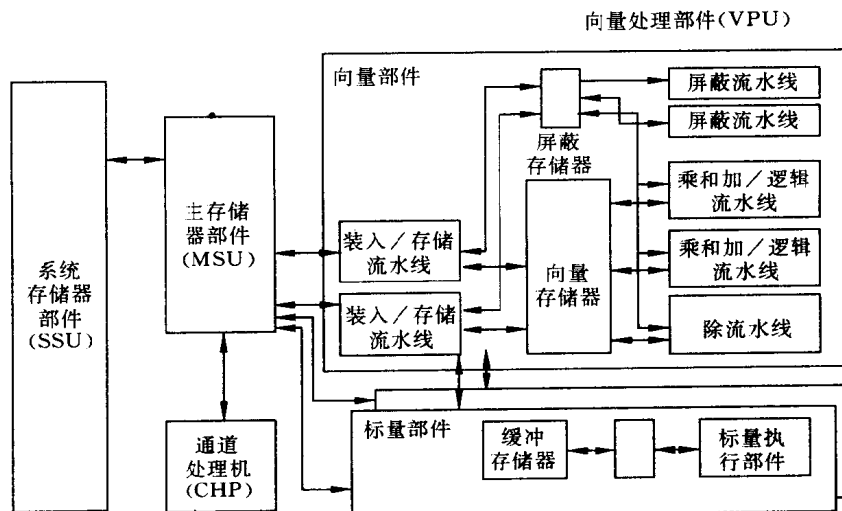 向量处理部件(VPU)
向量部件
屏蔽流水线
屏蔽流水线
屏蔽
存储器
乘和加／逻辑
流水线
主存储
器部件
(MSU)
装入／存储
流水线
向量
存储器
乘和加／逻辑
流水线
系统
存储器
部件
(SSU)
装入／存储
流水线
除流水线
通道
处理机
(CHP)
标量部件
缓冲
存储器
标量执
行部件